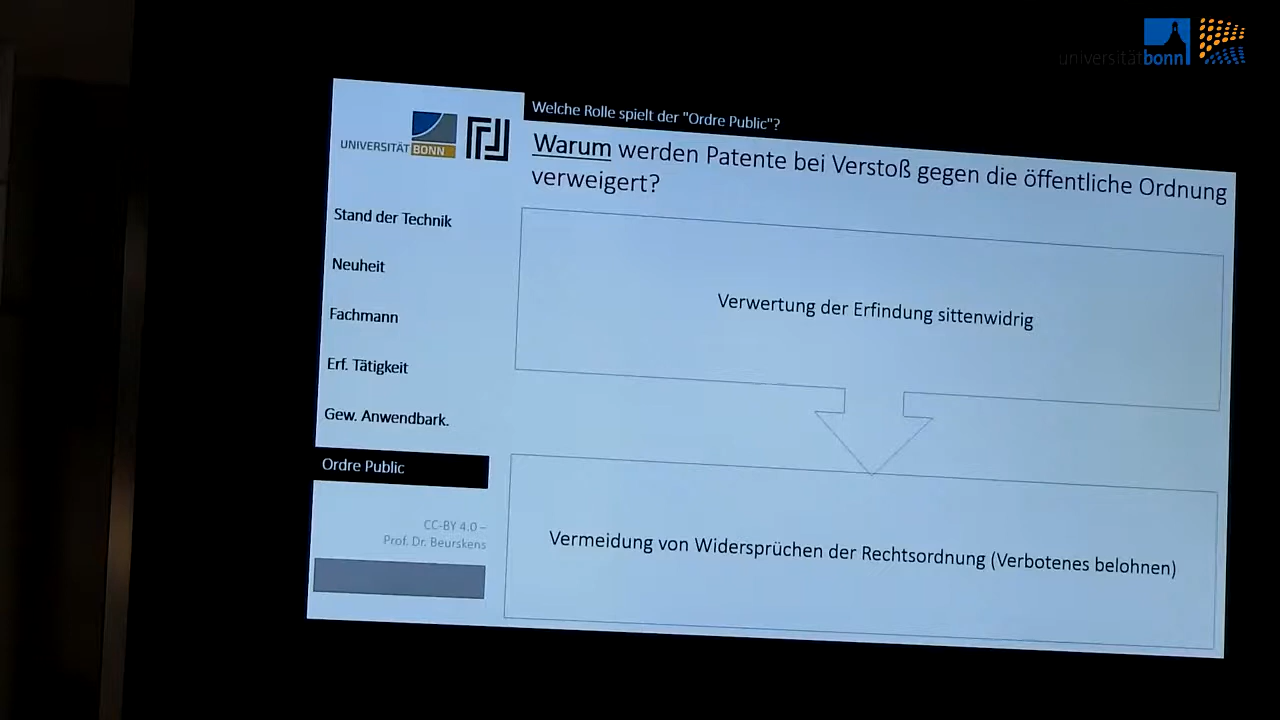 universitätbonn
UNIVERSITÄT BONN
Welche Rolle spielt der "Ordre Public"?
Warum werden Patente bei Verstoß gegen die öffentliche Ordnung
verweigert?
Stand der Technik
Neuheit
Fachmann
Erf. Tätigkeit
Gew. Anwendbark.
Ordre Public
CC-BY 4.0 –
Prof. Dr. Beurskens
Verwertung der Erfindung sittenwidrig
Vermeidung von Widersprüchen der Rechtsordnung (Verbotenes belohnen)